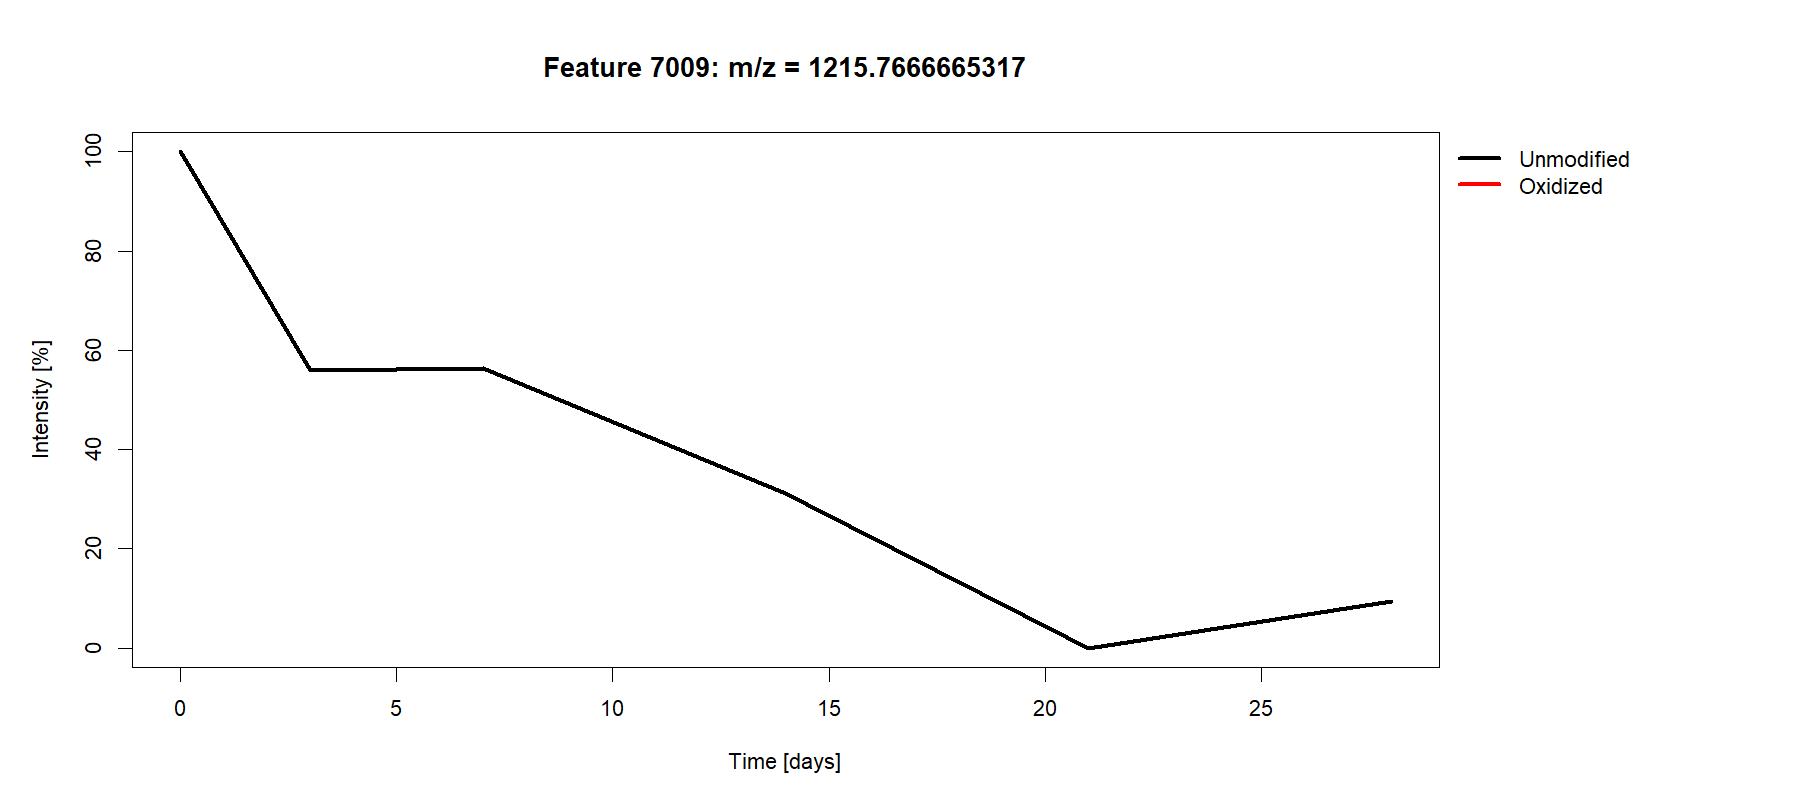 Feature 7009: m/z = 1215.7666665317
Unmodified
Oxidized
Intensity [%]
100
80
60
40
20
0
0 5 10 15 20 25
Time [days]